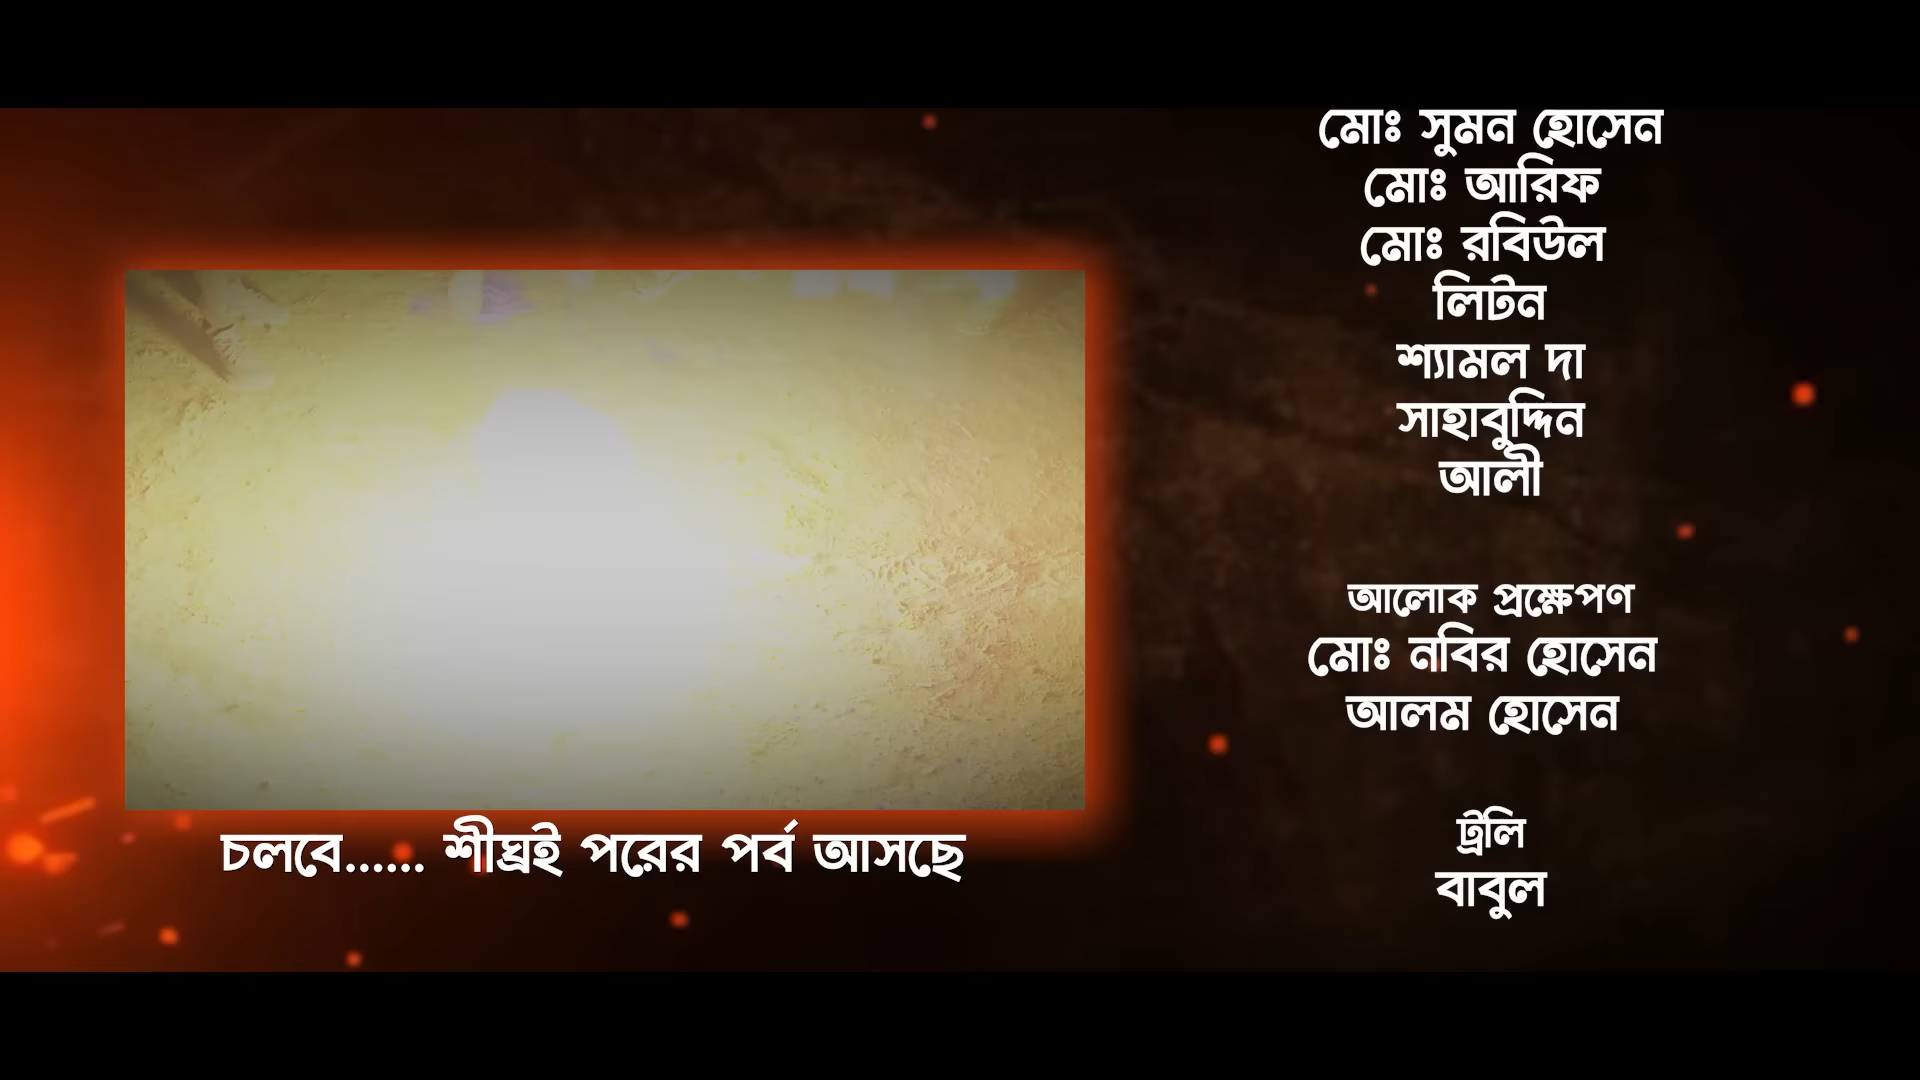 মোঃ সুমন হোসেন
মোঃ আরিফ
মোঃ রবিউল
লিটন
শ্যামল দা
সাহাবুদ্দিন
আলী
আলোক প্রক্ষেপণ
মোঃ নবির হোসেন
আলম হোসেন
ট্রলি
বাবুল
চলবে...... শীঘ্রই পরের পর্ব আসছে